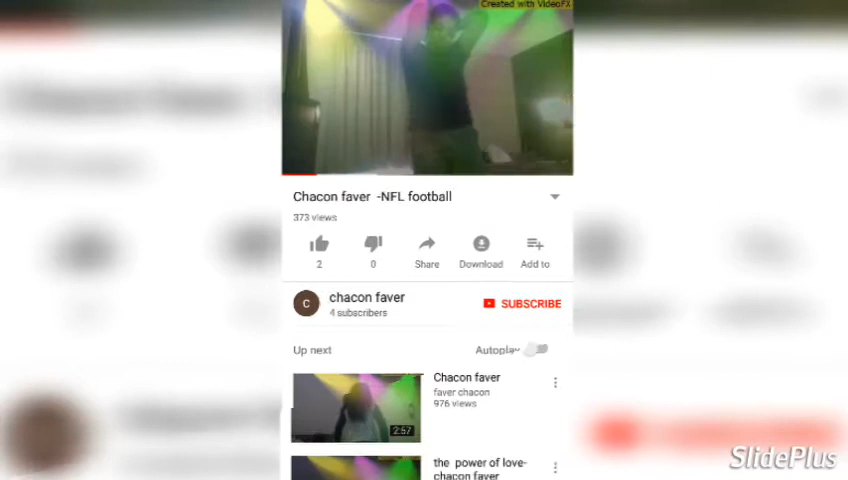 Created with VideoFX
Chacon faver -NFL football
373 views
2
0
Share
Download
Add to
C
chacon faver
4 subscribers
SUBSCRIBE
Up next
Autoplay
Chacon faver
faver chacon
976 views
2:57
the power of love-
chacon faver
SlidePlus